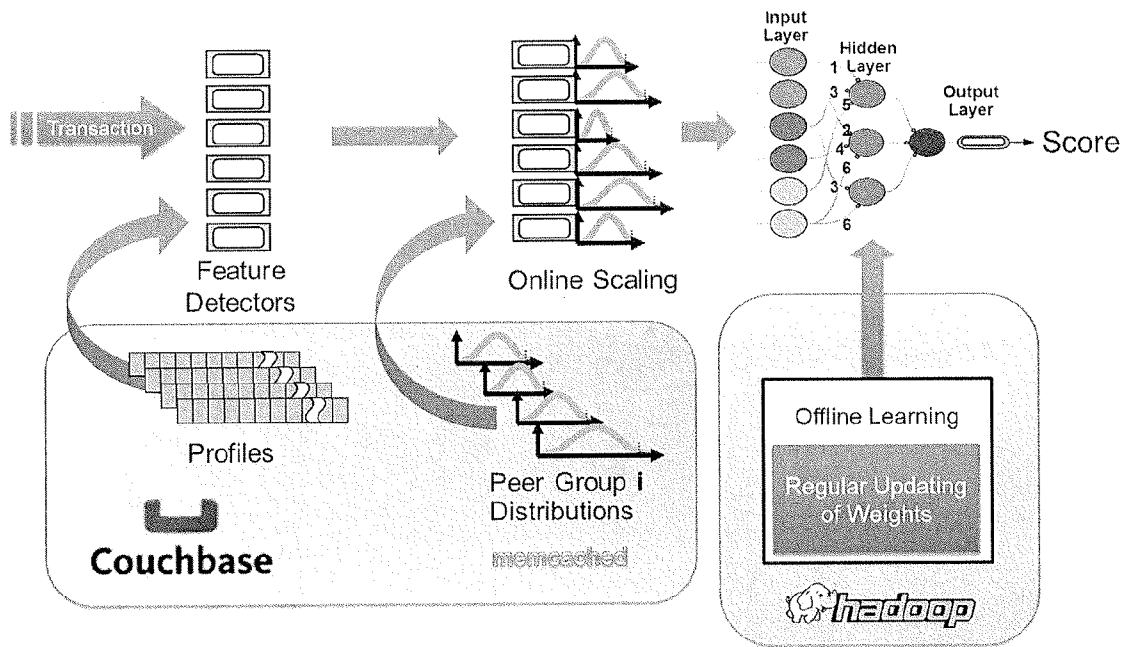 Input
Layer
Hidden
Layer
Output
Layer
Transaction
1
3
5
2
4
6
3
6
Score
Feature
Detectors
Online Scaling
Profiles
Peer Group i
Distributions
Couchbase
memcached
Offline Learning
Regular Updating
of Weights
hadoop